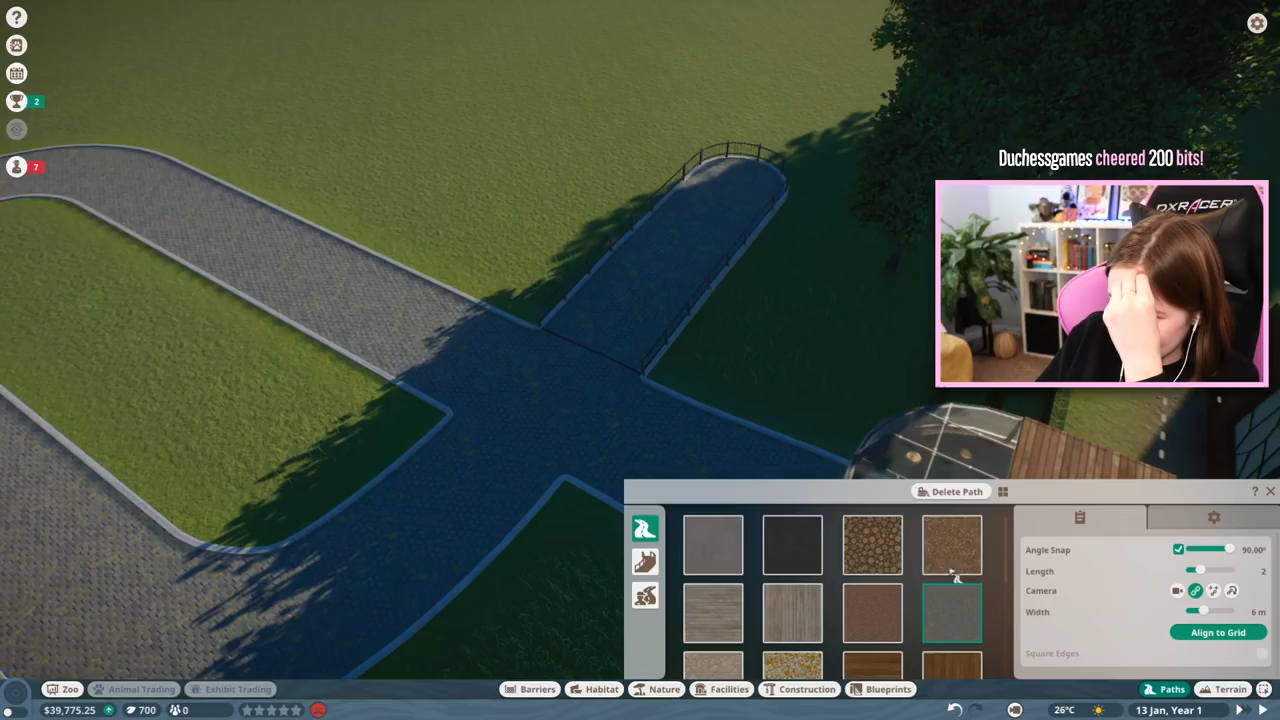 ?
2
7
Duchessgames cheered 200 bits!
DXRACER
Delete Path
?
Angle Snap 90.00°
Length 2
Camera
Width 6 m
Align to Grid
Square Edges
Zoo Animal Trading Exhibit Trading Barriers Habitat Nature Facilities Construction Blueprints Paths Terrain
$39,775.25 700 0 26°C 13 Jan, Year 1